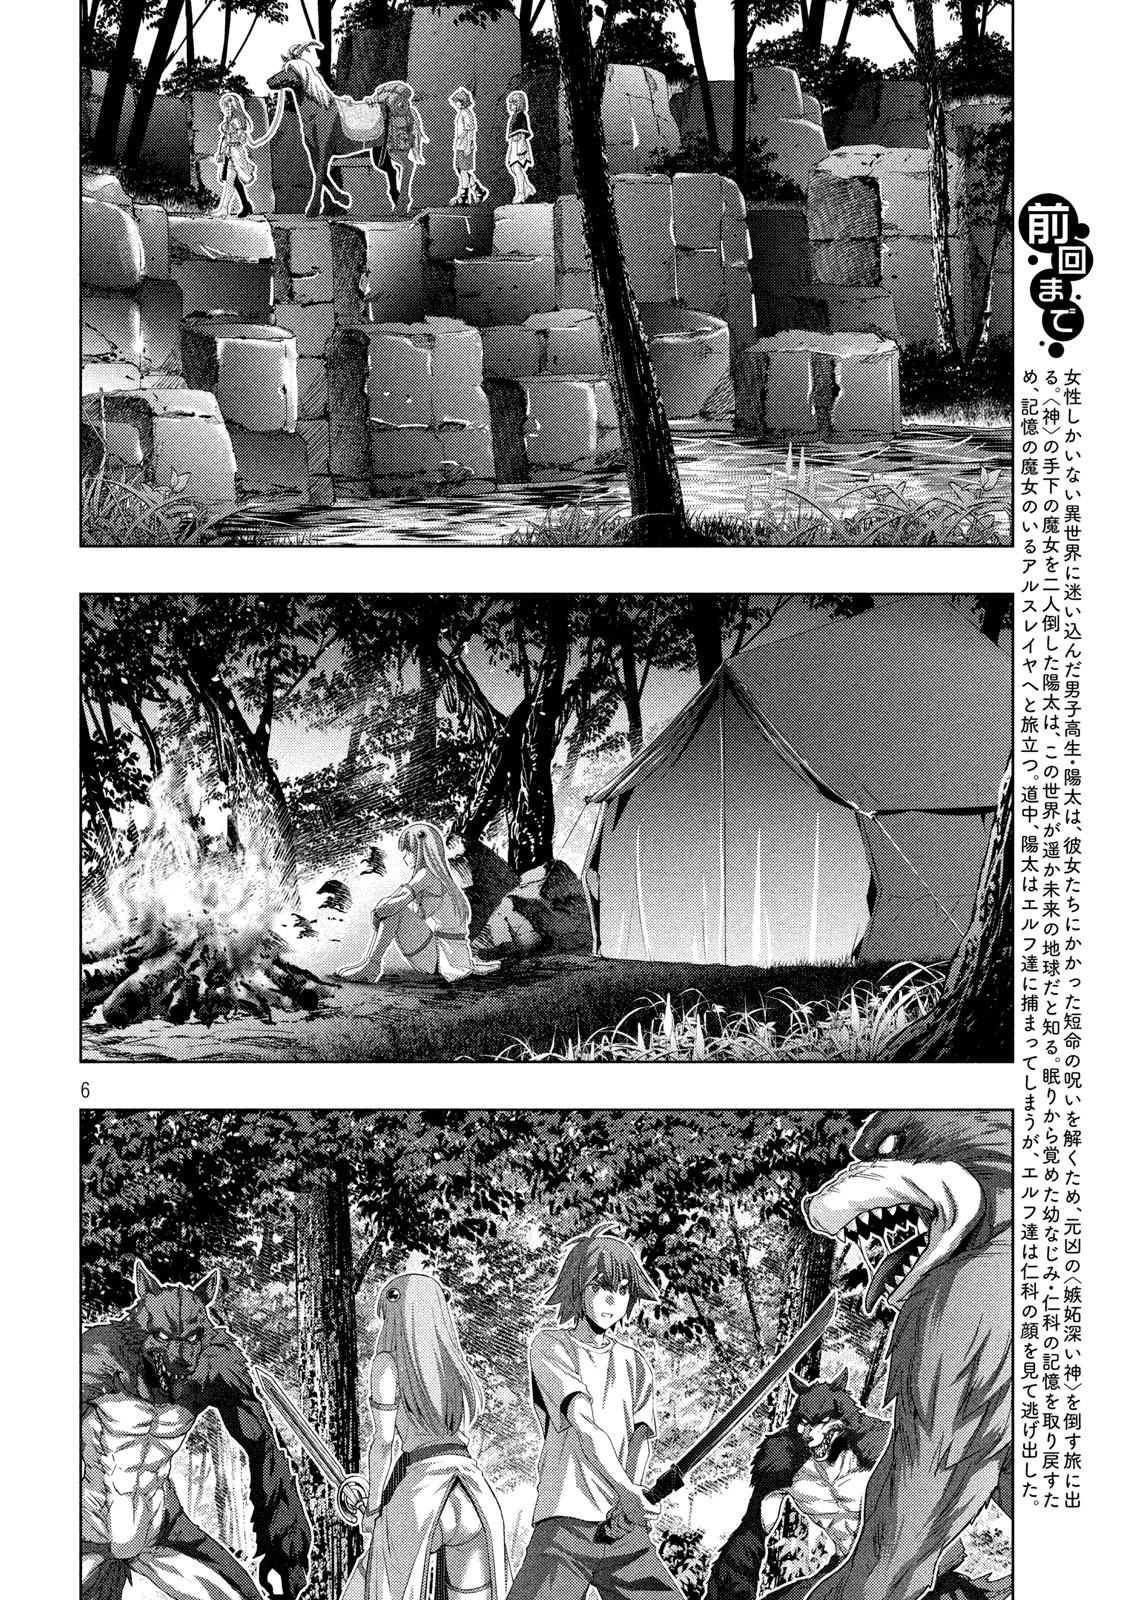 前回まで
女性しかいない異世界に迷い込んだ男子高生・陽太は、彼女たちにかかった短命の呪いを解くため、元凶の〈嫉妬深い神〉を倒す旅に出
る。〈神〉の手下の魔女を二人倒した陽太は、この世界が遥か未来の地球だと知る。眠りから覚めた幼なじみ・仁科の記憶を取り戻すた
め、記憶の魔女のいるアルスレイヤへと旅立つ。道中、陽太はエルフ達に捕まってしまうが、エルフ達は仁科の顔を見て逃げ出した。
6